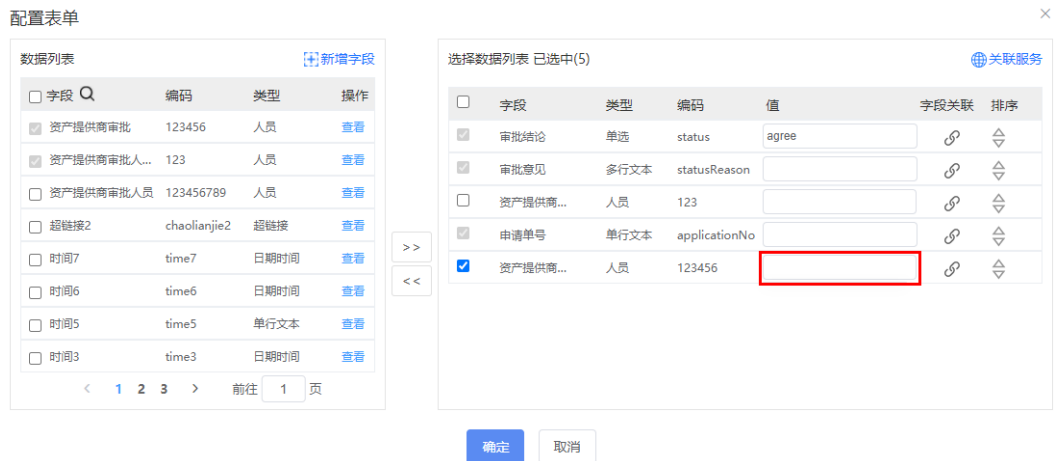 配置表单
数据列表 新增字段
字段 编码 类型 操作
资产提供商审批 123456 人员 查看
资产提供商审批人... 123 人员 查看
资产提供商审批人员 123456789 人员 查看
超链接2 chaolianjie2 超链接 查看
时间7 time7 日期时间 查看
时间6 time6 日期时间 查看
时间5 time5 单行文本 查看
时间3 time3 日期时间 查看
< 1 2 3 > 前往 1 页
>>
<<
选择数据列表 已选中(5) 关联服务
字段 类型 编码 值 字段关联 排序
审批结论 单选 status agree
审批意见 多行文本 statusReason
资产提供商... 人员 123
申请单号 单行文本 applicationNo
资产提供商... 人员 123456
确定 取消